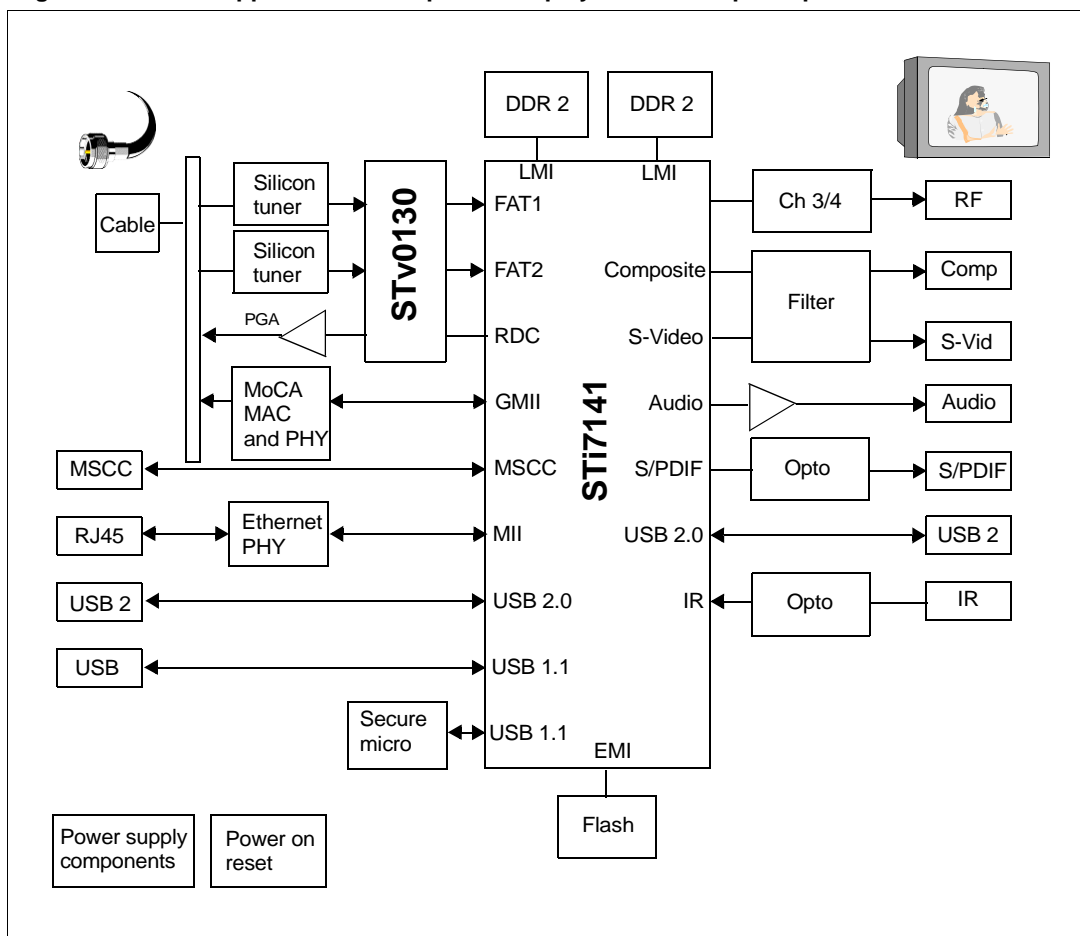 DDR 2
DDR 2
LMI
LMI
Silicon
tuner
STv0130
FAT1
Ch 3/4
RF
Cable
Silicon
tuner
FAT2
Composite
Filter
Comp
PGA
RDC
S-Video
S-Vid
MoCA
MAC
and PHY
GMII
STi7141
Audio
Audio
MSCC
MSCC
S/PDIF
Opto
S/PDIF
RJ45
Ethernet
PHY
MII
USB 2.0
USB 2
USB 2
USB 2.0
IR
Opto
IR
USB
USB 1.1
Secure
micro
USB 1.1
EMI
Flash
Power supply
components
Power on
reset